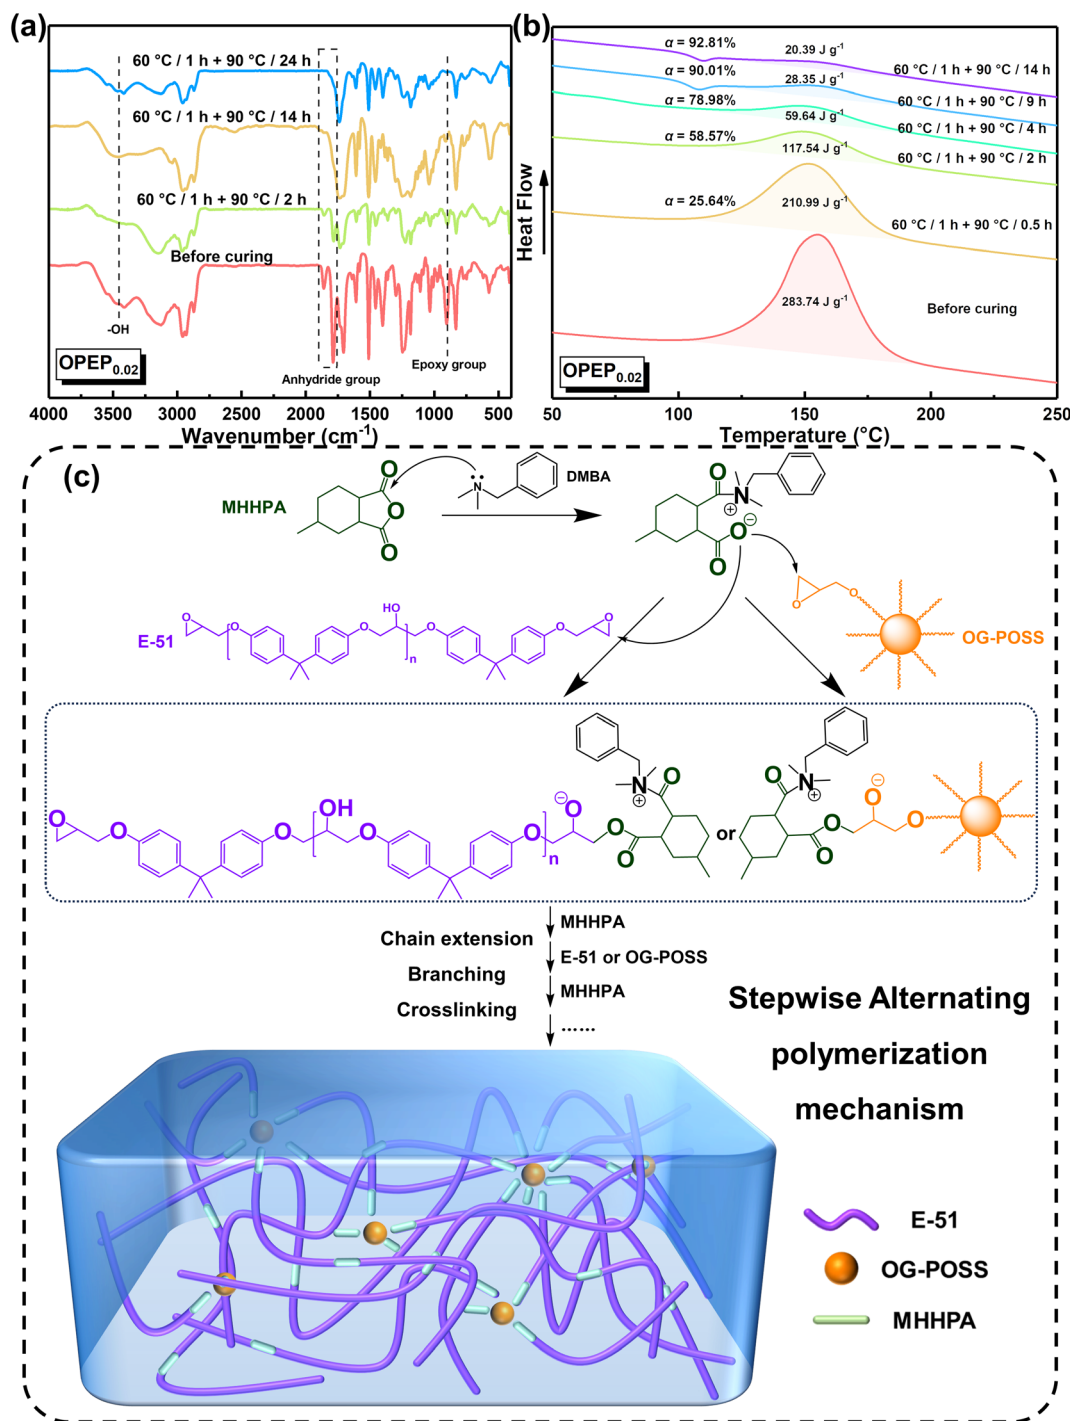 (a)
60 °C / 1 h + 90 °C / 24 h
60 °C / 1 h + 90 °C / 14 h
60 °C / 1 h + 90 °C / 2 h
Before curing
-OH
Epoxy group
Anhydride group
OPEP0.02
4000 3500 3000 2500 2000 1500 1000 500
Wavenumber (cm-1)
(b)
α = 92.81%
20.39 J g-1
60 °C / 1 h + 90 °C / 14 h
α = 90.01%
28.35 J g-1
60 °C / 1 h + 90 °C / 9 h
α = 78.98%
59.64 J g-1
60 °C / 1 h + 90 °C / 4 h
α = 58.57%
117.54 J g-1
60 °C / 1 h + 90 °C / 2 h
α = 25.64%
210.99 J g-1
60 °C / 1 h + 90 °C / 0.5 h
283.74 J g-1
Before curing
Heat Flow
OPEP0.02
50 100 150 200 250
Temperature (°C)
(c)
MHHPA
O
O
O
N
DMBA
O
N
+
O
−
O
O
O
OG-POSS
E-51
O
O
O
HO
O
O
O
n
O
O
OH
O
O
O
n
O
−
O
O
O
N
+
or
O
N
+
O
O
O
−
O
MHHPA
Chain extension
E-51 or OG-POSS
Branching
MHHPA
Crosslinking
......
Stepwise Alternating
polymerization
mechanism
E-51
OG-POSS
MHHPA